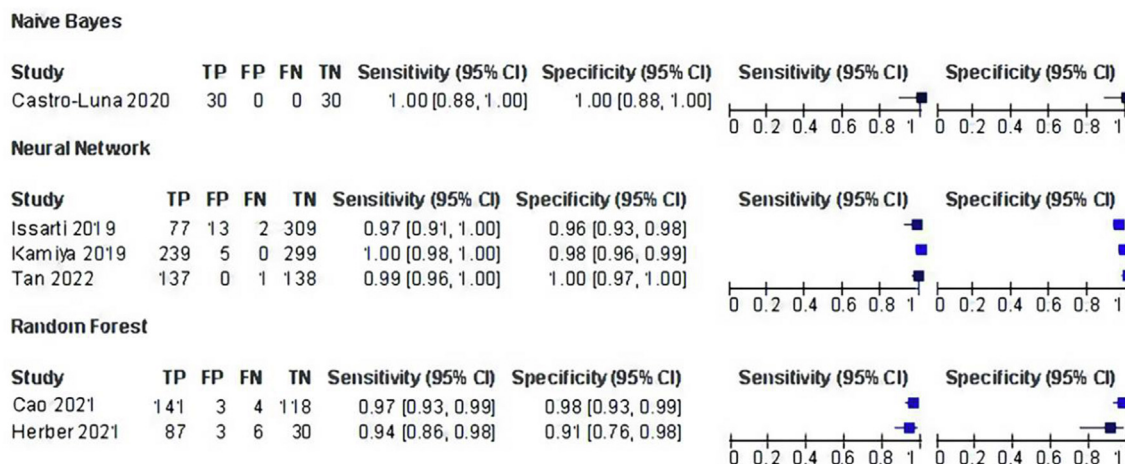 Naive Bayes
Study TP FP FN TN Sensitivity (95% CI) Specificity (95% CI) Sensitivity (95% CI) Specificity (95% CI)
Castro-Luna 2020 30 0 0 30 1.00 [0.88, 1.00] 1.00 [0.88, 1.00]
0 0.2 0.4 0.6 0.8 1 0 0.2 0.4 0.6 0.8 1
Neural Network
Study TP FP FN TN Sensitivity (95% CI) Specificity (95% CI) Sensitivity (95% CI) Specificity (95% CI)
Issarti 2019 77 13 2 309 0.97 [0.91, 1.00] 0.96 [0.93, 0.98]
Kamiya 2019 239 5 0 299 1.00 [0.98, 1.00] 0.98 [0.96, 0.99]
Tan 2022 137 0 1 138 0.99 [0.96, 1.00] 1.00 [0.97, 1.00]
0 0.2 0.4 0.6 0.8 1 0 0.2 0.4 0.6 0.8 1
Random Forest
Study TP FP FN TN Sensitivity (95% CI) Specificity (95% CI) Sensitivity (95% CI) Specificity (95% CI)
Cao 2021 141 3 4 118 0.97 [0.93, 0.99] 0.98 [0.93, 0.99]
Herber 2021 87 3 6 30 0.94 [0.86, 0.98] 0.91 [0.76, 0.98]
0 0.2 0.4 0.6 0.8 1 0 0.2 0.4 0.6 0.8 1